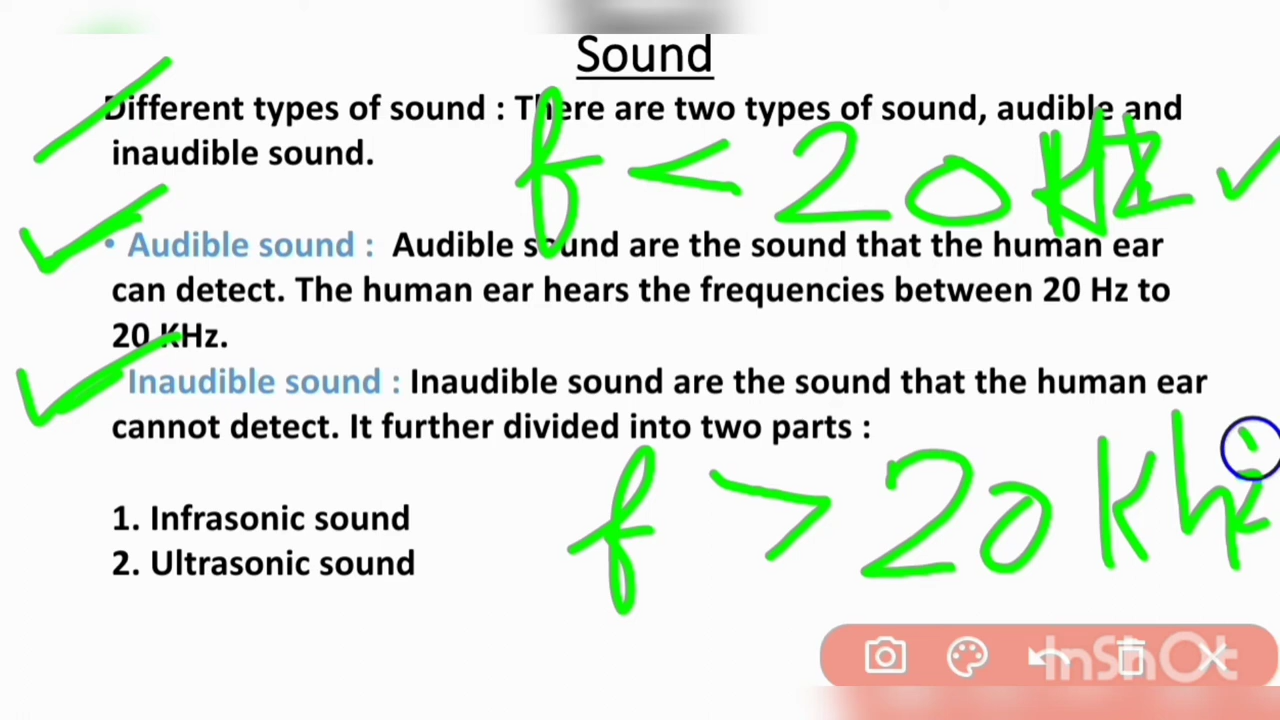 Sound
Different types of sound : There are two types of sound, audible and
inaudible sound.
f < 20 kHz
• Audible sound : Audible sound are the sound that the human ear
can detect. The human ear hears the frequencies between 20 Hz to
20 KHz.
Inaudible sound : Inaudible sound are the sound that the human ear
cannot detect. It further divided into two parts :
f > 20 khz
1. Infrasonic sound
2. Ultrasonic sound
InShOt